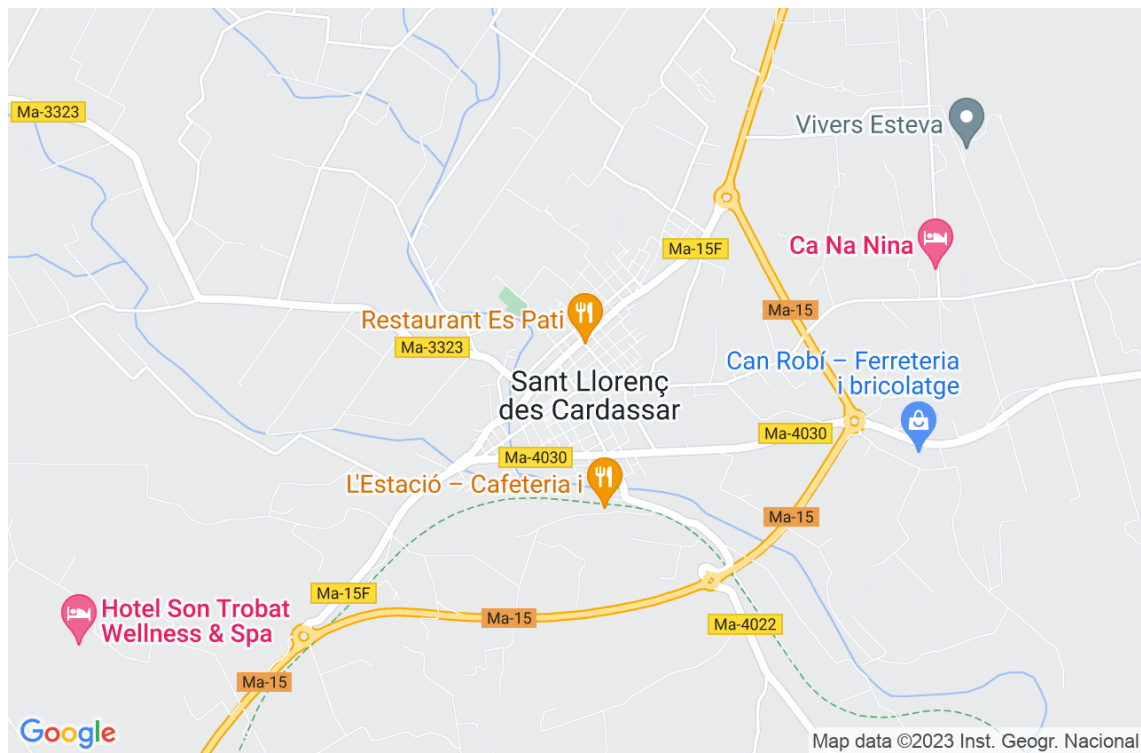 Ma-3323
Vivers Esteva
Ma-15F
Ca Na Nina
Ma-15
Restaurant Es Pati
Ma-3323
Can Robí – Ferreteria
i bricolatge
Sant Llorenç
des Cardassar
Ma-4030
Ma-4030
L'Estació – Cafeteria i
Ma-15
Ma-15F
Hotel Son Trobat
Wellness & Spa
Ma-15
Ma-4022
Ma-15
Google
Map data ©2023 Inst. Geogr. Nacional